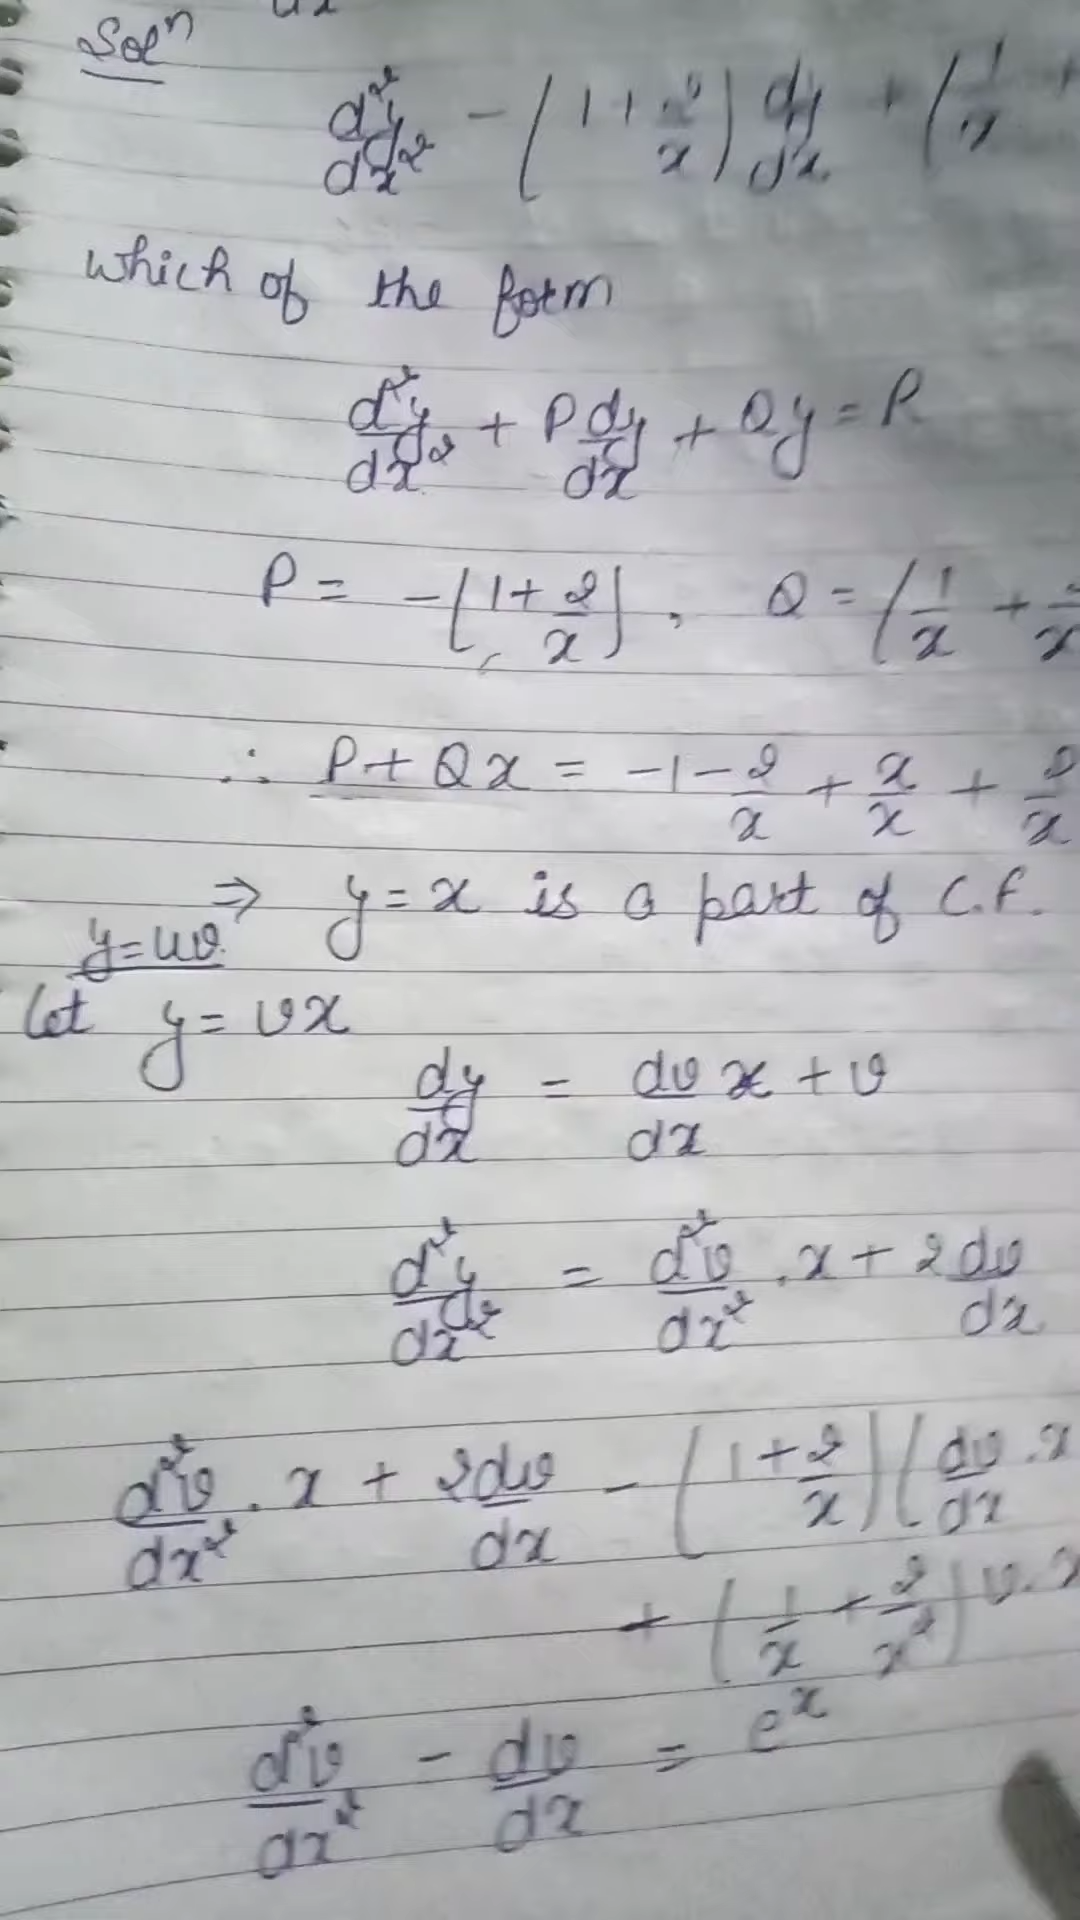 Solⁿ
d²y/dx² - (1 + 2/x) dy/dx + (1/x +
which of the form
d²y/dx² + P dy/dx + Qy = R
P = -(1 + 2/x), Q = (1/x +
∴ P + Qx = -1 - 2/x + x/x + 2/x
⇒ y = x is a part of C.F.
y = uv
Let y = vx
dy/dx = dv/dx x + v
d²y/dx² = d²v/dx² . x + 2 dv/dx
d²v/dx² . x + 2 dv/dx - (1 + 2/x)(dv/dx . x
+ (1/x + 2/x²) v.x
d²v/dx² - dv/dx = eˣ